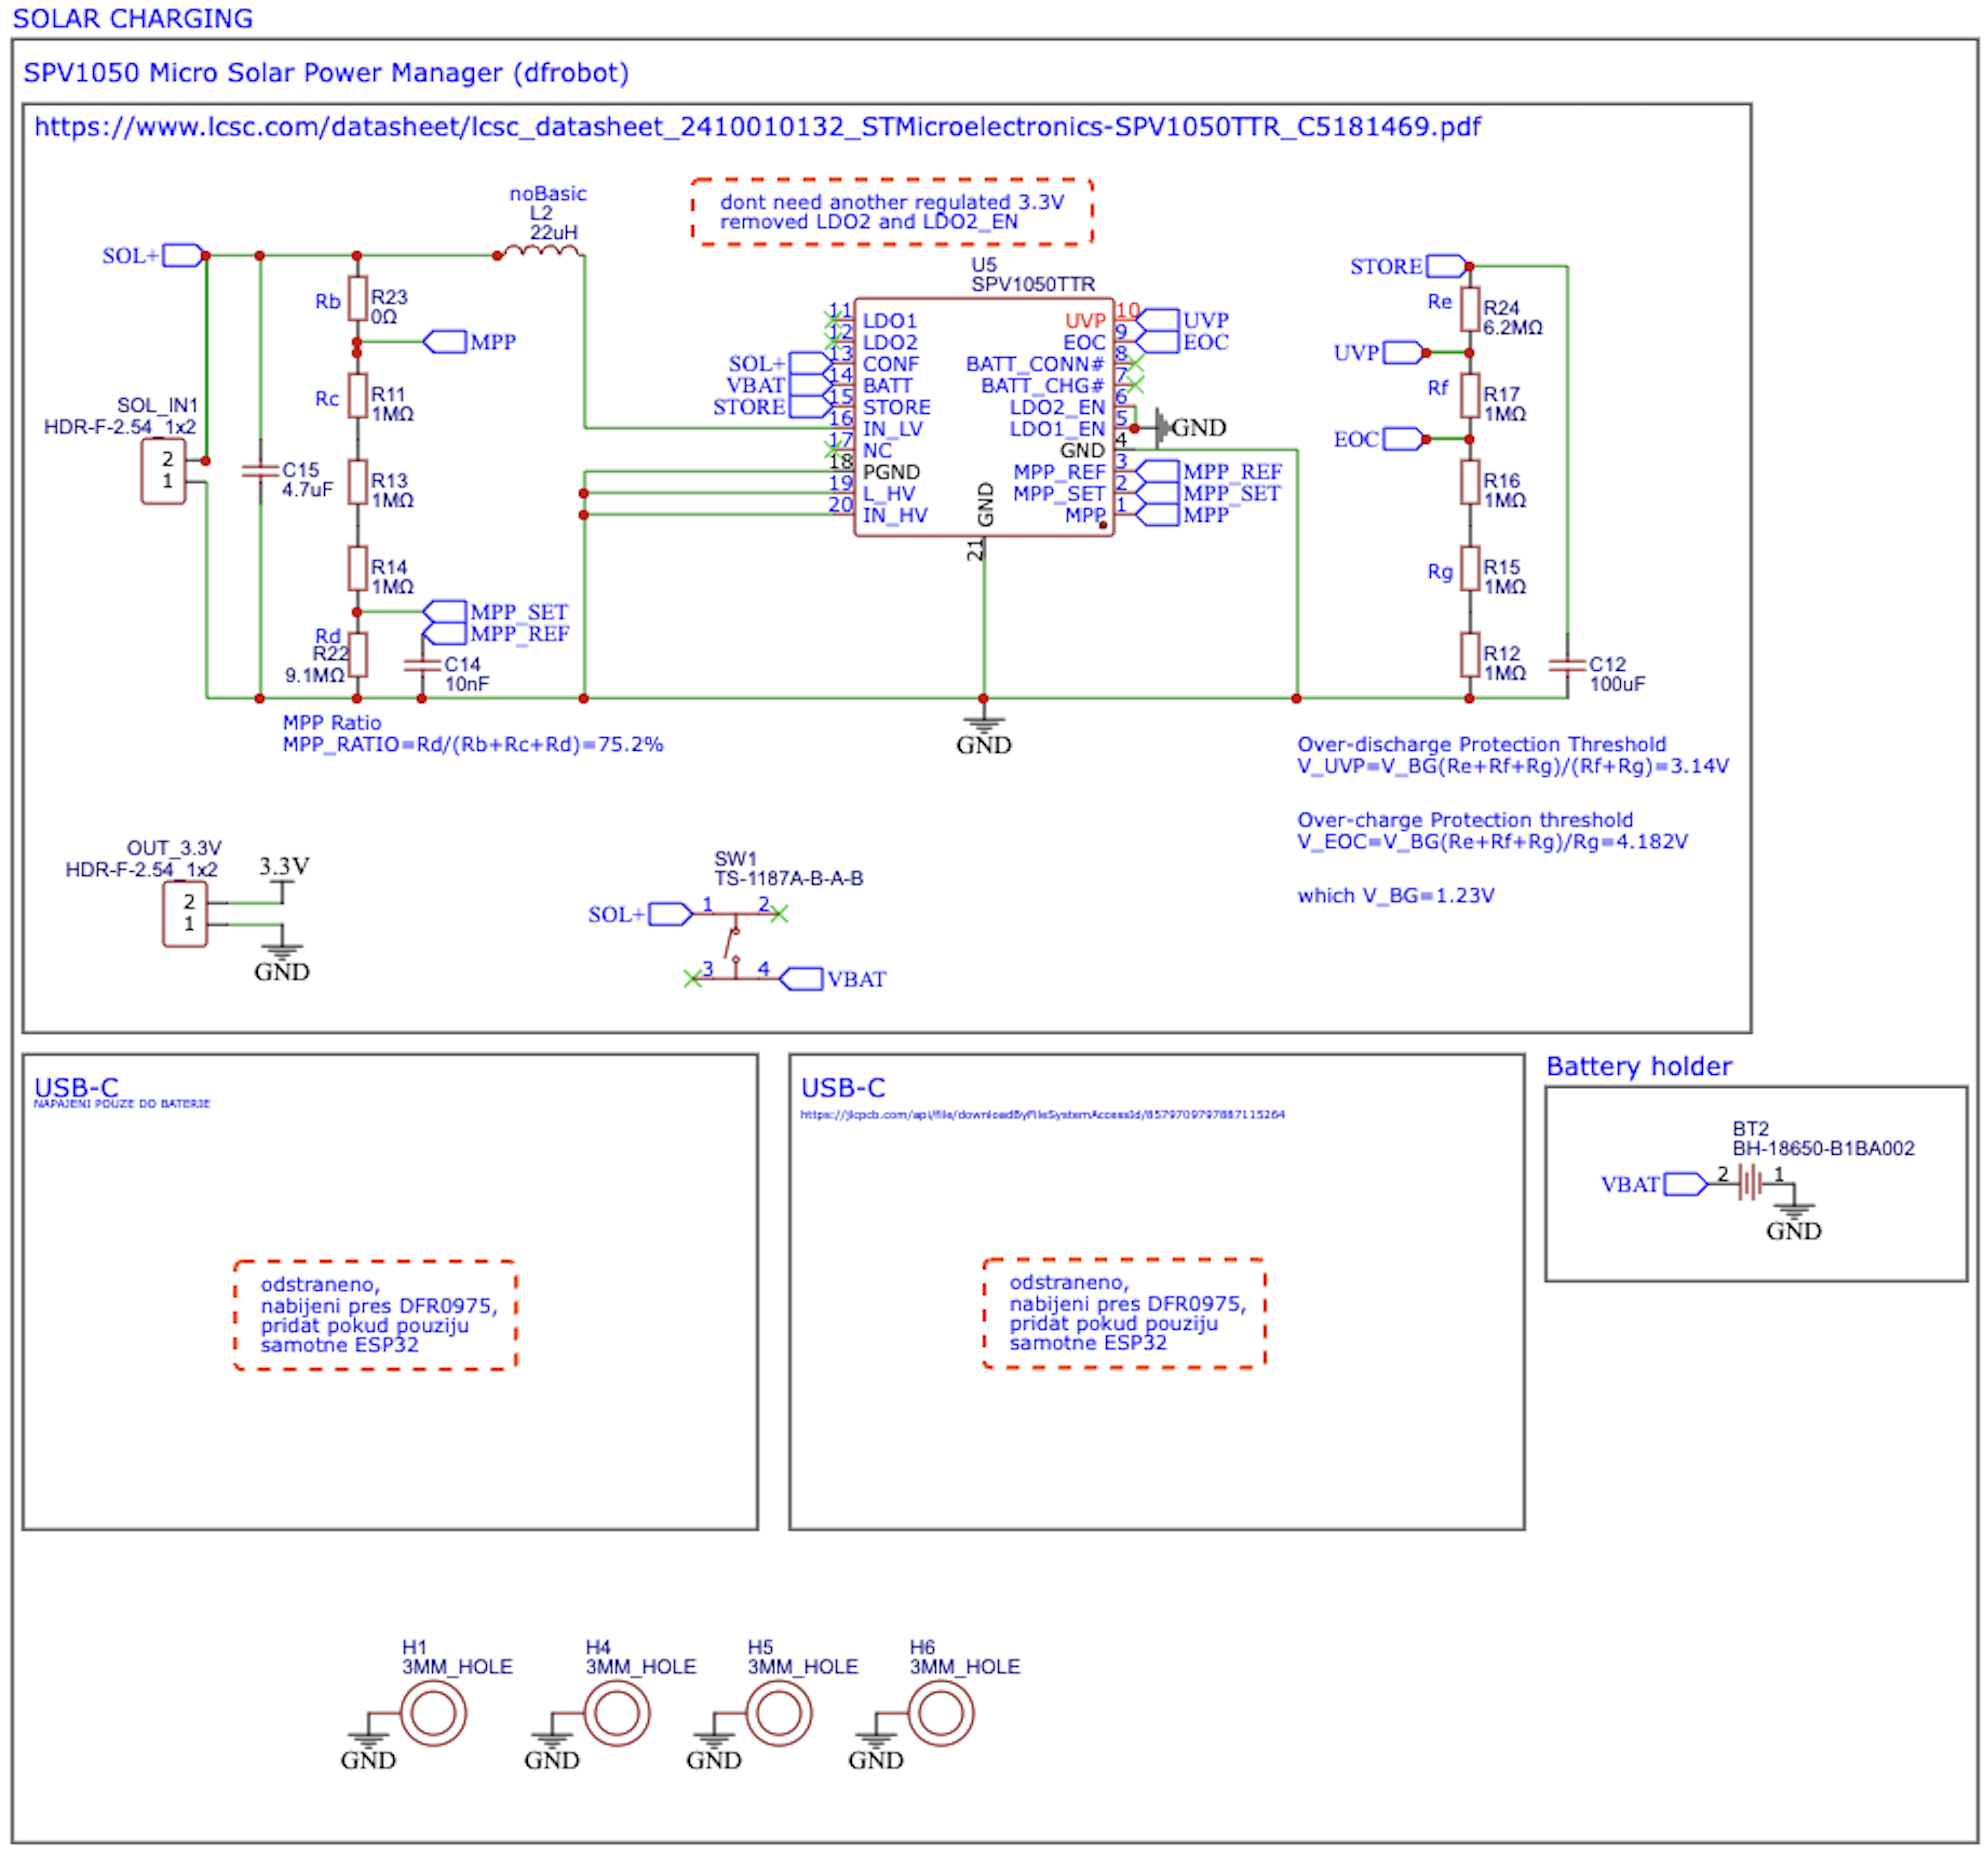 SOLAR CHARGING
SPV1050 Micro Solar Power Manager (dfrobot)
https://www.lcsc.com/datasheet/lcsc_datasheet_2410010132_STMicroelectronics-SPV1050TTR_C5181469.pdf
noBasic
L2
22uH
dont need another regulated 3.3V
removed LDO2 and LDO2_EN
SOL+
Rb
R23
0Ω
MPP
Rc
R11
1MΩ
SOL_IN1
HDR-F-2.54_1x2
2
1
C15
4.7uF
R13
1MΩ
R14
1MΩ
MPP_SET
MPP_REF
Rd
R22
9.1MΩ
C14
10nF
MPP Ratio
MPP_RATIO=Rd/(Rb+Rc+Rd)=75.2%
U5
SPV1050TTR
11 LDO1
12 LDO2
SOL+ 13 CONF
VBAT 14 BATT
STORE 15 STORE
16 IN_LV
17 NC
18 PGND
19 L_HV
20 IN_HV
UVP 10 UVP
EOC 9 EOC
BATT_CONN# 8
BATT_CHG# 7
LDO2_EN 6
LDO1_EN 5 GND
GND 4
MPP_REF 3 MPP_REF
MPP_SET 2 MPP_SET
MPP 1 MPP
GND
21
GND
STORE
Re
R24
6.2MΩ
UVP
Rf
R17
1MΩ
EOC
R16
1MΩ
Rg
R15
1MΩ
R12
1MΩ
C12
100uF
Over-discharge Protection Threshold
V_UVP=V_BG(Re+Rf+Rg)/(Rf+Rg)=3.14V
Over-charge Protection threshold
V_EOC=V_BG(Re+Rf+Rg)/Rg=4.182V
which V_BG=1.23V
OUT_3.3V
HDR-F-2.54_1x2
3.3V
2
1
GND
SW1
TS-1187A-B-A-B
SOL+ 1 2
3 4 VBAT
USB-C
NAPAJENI POUZE DO BATERIE
odstraneno,
nabijeni pres DFR0975,
pridat pokud pouziju
samotne ESP32
USB-C
https://jlcpcb.com/api/file/downloadByFileSystemAccessId/8579709797887115264
odstraneno,
nabijeni pres DFR0975,
pridat pokud pouziju
samotne ESP32
Battery holder
BT2
BH-18650-B1BA002
VBAT 2 1
GND
H1
3MM_HOLE
GND
H4
3MM_HOLE
GND
H5
3MM_HOLE
GND
H6
3MM_HOLE
GND